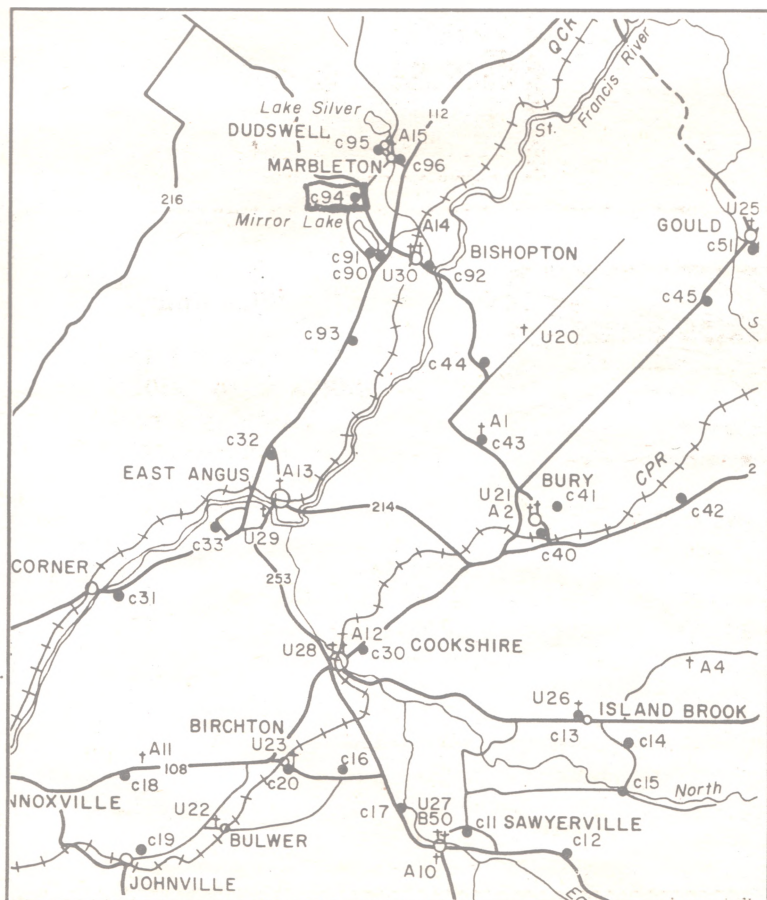 QCR
St. Francis River
Lake Silver
112
DUDSWELL
A15
c95
MARBLETON
c96
c94
216
U25
Mirror Lake
A14
GOULD
c51
BISHOPTON
c91
c90
U30
c92
c45
c93
U20
c44
A1
c43
c32
EAST ANGUS
A13
CPR
BURY
U21
c41
2
A2
c42
214
c33
U29
c40
CORNER
253
c31
A12
U28
c30
COOKSHIRE
A4
U26
ISLAND BROOK
BIRCHTON
c13
c14
U23
A11
108
c18
c20
c16
c15
North
NNOXVILLE
U22
c17
U27
B50
c11
SAWYERVILLE
c19
BULWER
c12
A10
JOHNVILLE